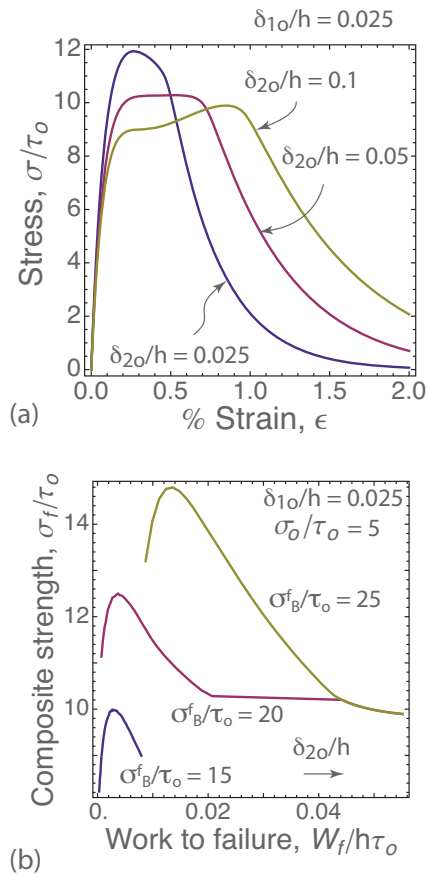 δ1o/h = 0.025
12
10
8
6
4
2
0
Stress, σ/τo
δ2o/h = 0.1
δ2o/h = 0.05
δ2o/h = 0.025
0.0 0.5 1.0 1.5 2.0
% Strain, ϵ
(a)
14
12
10
Composite strength, σf/τo
δ1o/h = 0.025
σo/τo = 5
σfB/τo = 25
σfB/τo = 20
δ2o/h
σfB/τo = 15
0. 0.02 0.04
Work to failure, Wf/hτo
(b)